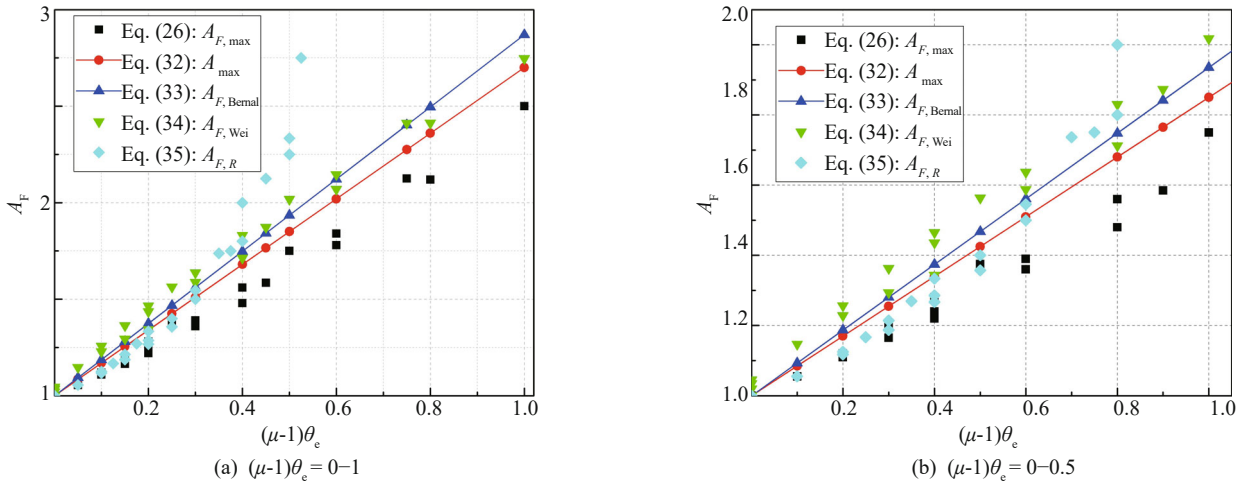 3
2
1
A_F
Eq. (26): A_F, max
Eq. (32): A_max
Eq. (33): A_F, Bernal
Eq. (34): A_F, Wei
Eq. (35): A_F, R
0.2 0.4 0.6 0.8 1.0
(μ-1)θ_e
(a) (μ-1)θ_e = 0−1
2.0
1.8
1.6
1.4
1.2
1.0
A_F
Eq. (26): A_F, max
Eq. (32): A_max
Eq. (33): A_F, Bernal
Eq. (34): A_F, Wei
Eq. (35): A_F, R
0.2 0.4 0.6 0.8 1.0
(μ-1)θ_e
(b) (μ-1)θ_e = 0−0.5